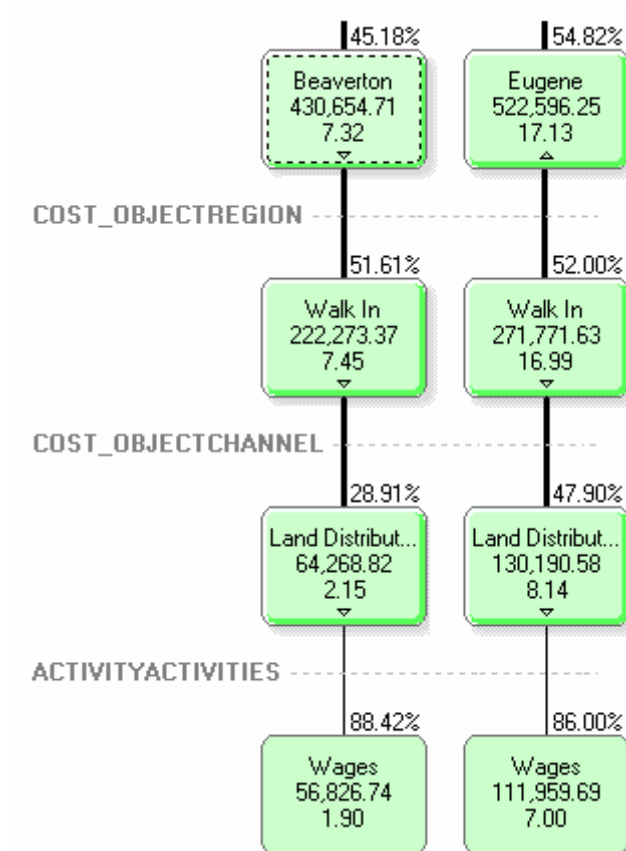 45.18%
54.82%
Beaverton
430,654.71
7.32
Eugene
522,596.25
17.13
COST_OBJECTREGION
51.61%
52.00%
Walk In
222,273.37
7.45
Walk In
271,771.63
16.99
COST_OBJECTCHANNEL
28.91%
47.90%
Land Distribut...
64,268.82
2.15
Land Distribut...
130,190.58
8.14
ACTIVITYACTIVITIES
88.42%
86.00%
Wages
56,826.74
1.90
Wages
111,959.69
7.00